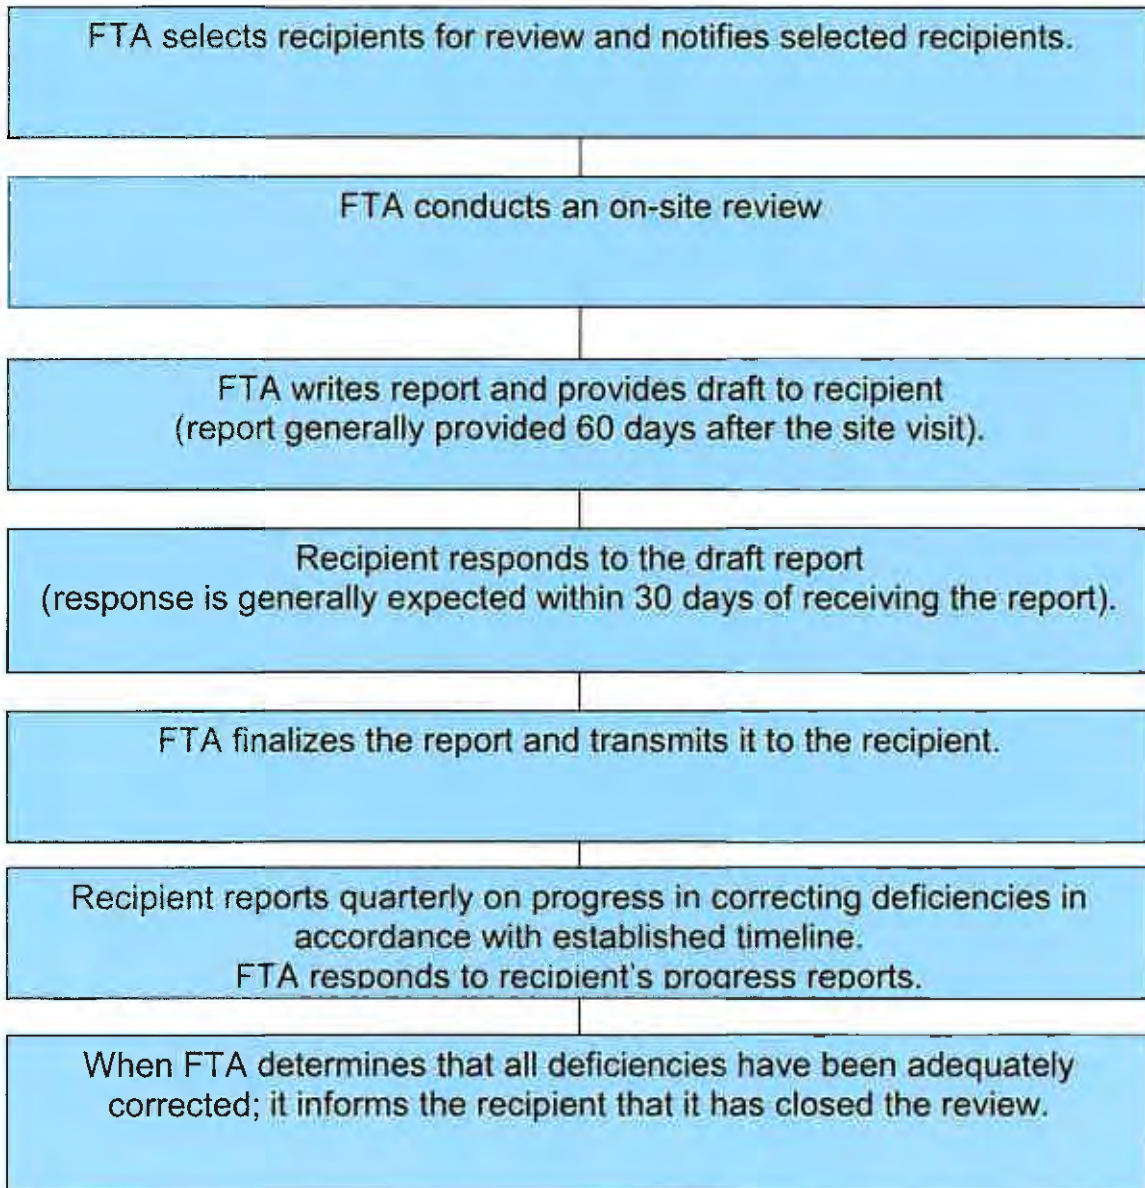 FTA selects recipients for review and notifies selected recipients.
FTA conducts an on-site review
FTA writes report and provides draft to recipient
(report generally provided 60 days after the site visit).
Recipient responds to the draft report
(response is generally expected within 30 days of receiving the report).
FTA finalizes the report and transmits it to the recipient.
Recipient reports quarterly on progress in correcting deficiencies in
accordance with established timeline.
FTA responds to recipient's progress reports.
When FTA determines that all deficiencies have been adequately
corrected; it informs the recipient that it has closed the review.